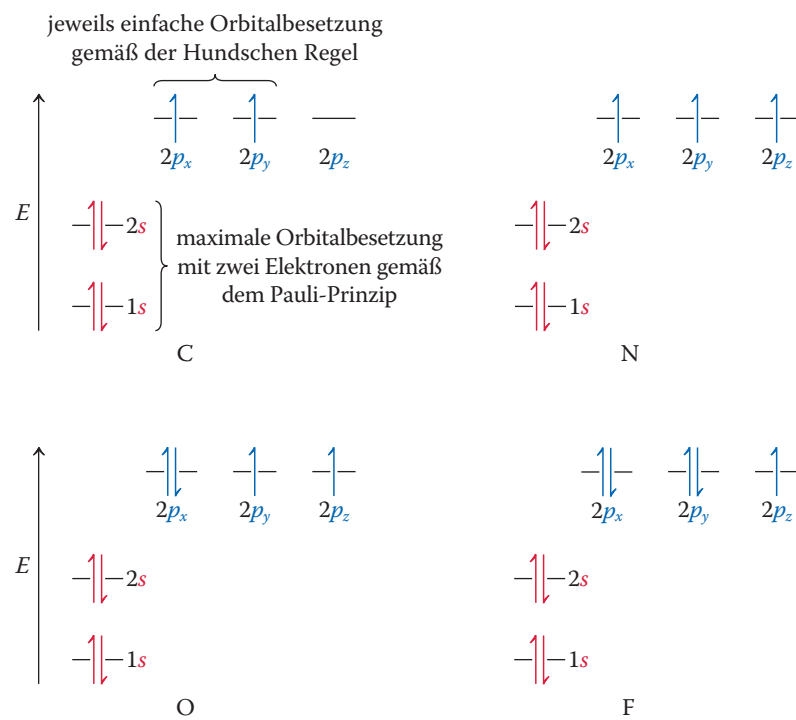 jeweils einfache Orbitalbesetzung
gemäß der Hundschen Regel
2px 2py 2pz
2px 2py 2pz
E
2s
maximale Orbitalbesetzung
mit zwei Elektronen gemäß
dem Pauli-Prinzip
1s
2s
1s
C
N
2px 2py 2pz
2px 2py 2pz
E
2s
2s
1s
1s
O
F